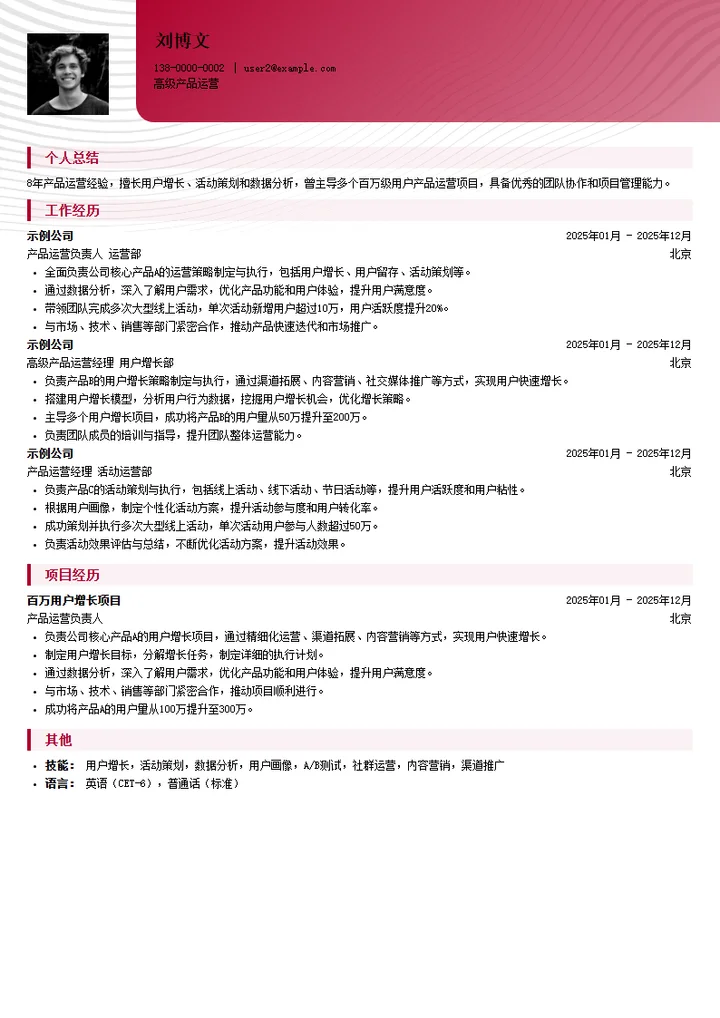 刘博文
138-0000-0002 | user2@example.com
高级产品运营
个人总结
8年产品运营经验，擅长用户增长、活动策划和数据分析，曾主导多个百万级用户产品运营项目，具备优秀的团队协作和项目管理能力。
工作经历
示例公司 2025年01月 - 2025年12月
产品运营负责人 运营部 北京
• 全面负责公司核心产品A的运营策略制定与执行，包括用户增长、用户留存、活动策划等。
• 通过数据分析，深入了解用户需求，优化产品功能和用户体验，提升用户满意度。
• 带领团队完成多次大型线上活动，单次活动新增用户超过10万，用户活跃度提升20%。
• 与市场、技术、销售等部门紧密合作，推动产品快速迭代和市场推广。
示例公司 2025年01月 - 2025年12月
高级产品运营经理 用户增长部 北京
• 负责产品B的用户增长策略制定与执行，通过渠道拓展、内容营销、社交媒体推广等方式，实现用户快速增长。
• 搭建用户增长模型，分析用户行为数据，挖掘用户增长机会，优化增长策略。
• 主导多个用户增长项目，成功将产品B的用户量从50万提升至200万。
• 负责团队成员的培训与指导，提升团队整体运营能力。
示例公司 2025年01月 - 2025年12月
产品运营经理 活动运营部 北京
• 负责产品C的活动策划与执行，包括线上活动、线下活动、节日活动等，提升用户活跃度和用户粘性。
• 根据用户画像，制定个性化活动方案，提升活动参与度和用户转化率。
• 成功策划并执行多次大型线上活动，单次活动用户参与人数超过50万。
• 负责活动效果评估与总结，不断优化活动方案，提升活动效果。
项目经历
百万用户增长项目 2025年01月 - 2025年12月
产品运营负责人 北京
• 负责公司核心产品A的用户增长项目，通过精细化运营、渠道拓展、内容营销等方式，实现用户快速增长。
• 制定用户增长目标，分解增长任务，制定详细的执行计划。
• 通过数据分析，深入了解用户需求，优化产品功能和用户体验，提升用户满意度。
• 与市场、技术、销售等部门紧密合作，推动项目顺利进行。
• 成功将产品A的用户量从100万提升至300万。
其他
• 技能： 用户增长，活动策划，数据分析，用户画像，A/B测试，社群运营，内容营销，渠道推广
• 语言： 英语（CET-6），普通话（标准）